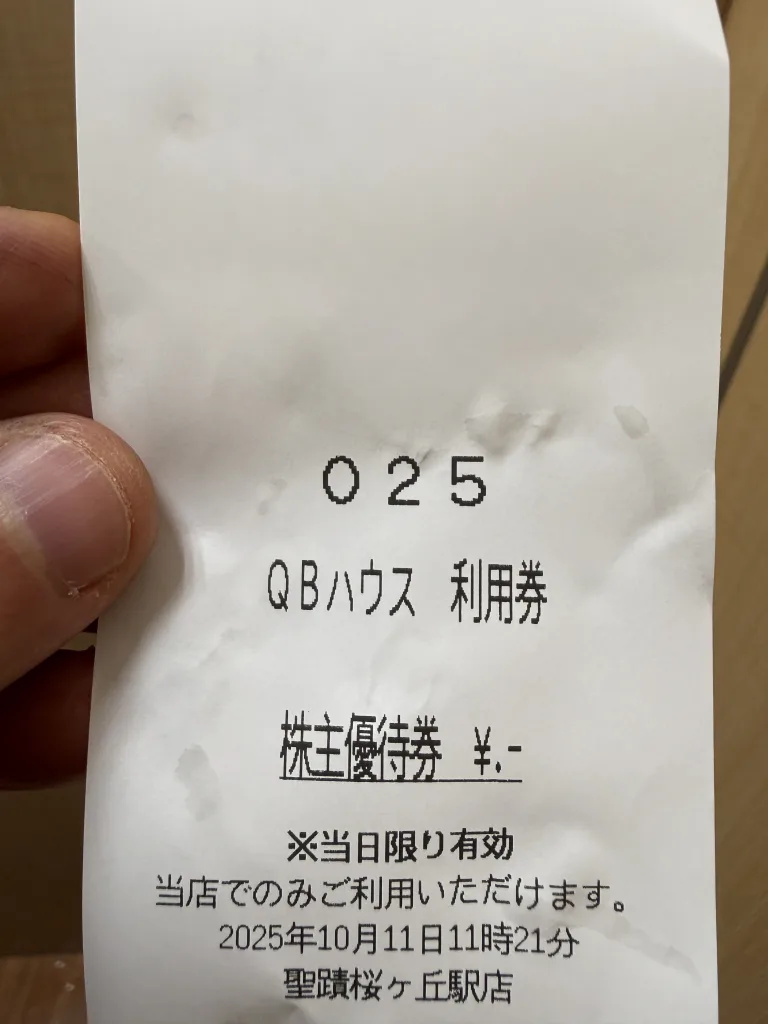 025
QBハウス 利用券
株主優待券 ¥.-
※当日限り有効
当店でのみご利用いただけます。
2025年10月11日11時21分
聖蹟桜ヶ丘駅店